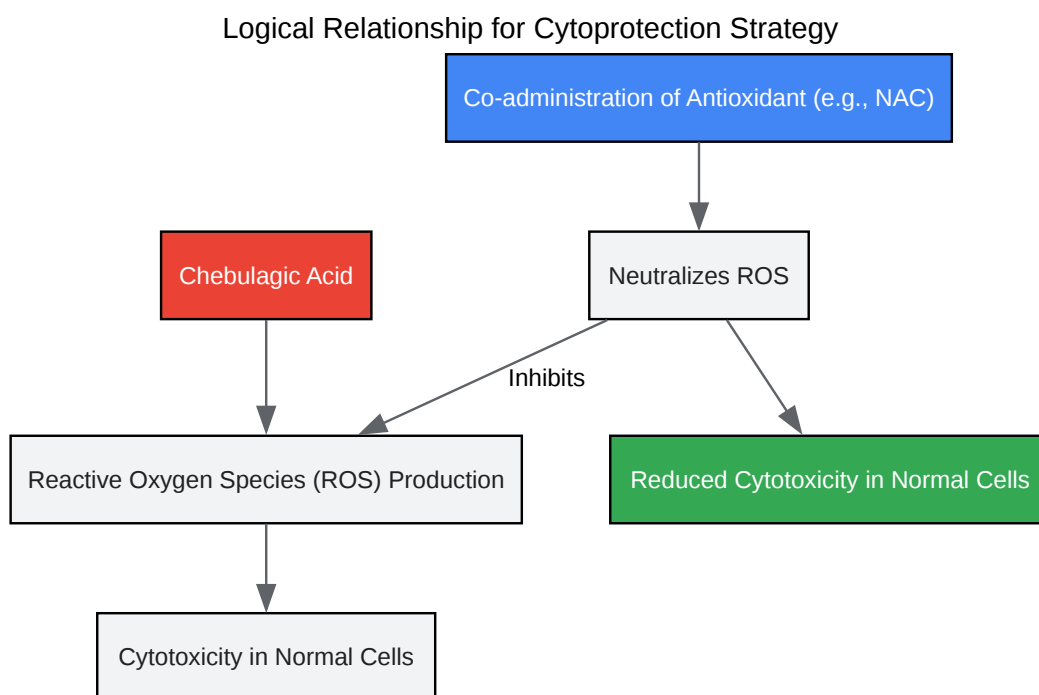 Logical Relationship for Cytoprotection Strategy
Co-administration of Antioxidant (e.g., NAC)
Chebulagic Acid
Neutralizes ROS
Inhibits
Reactive Oxygen Species (ROS) Production
Reduced Cytotoxicity in Normal Cells
Cytotoxicity in Normal Cells